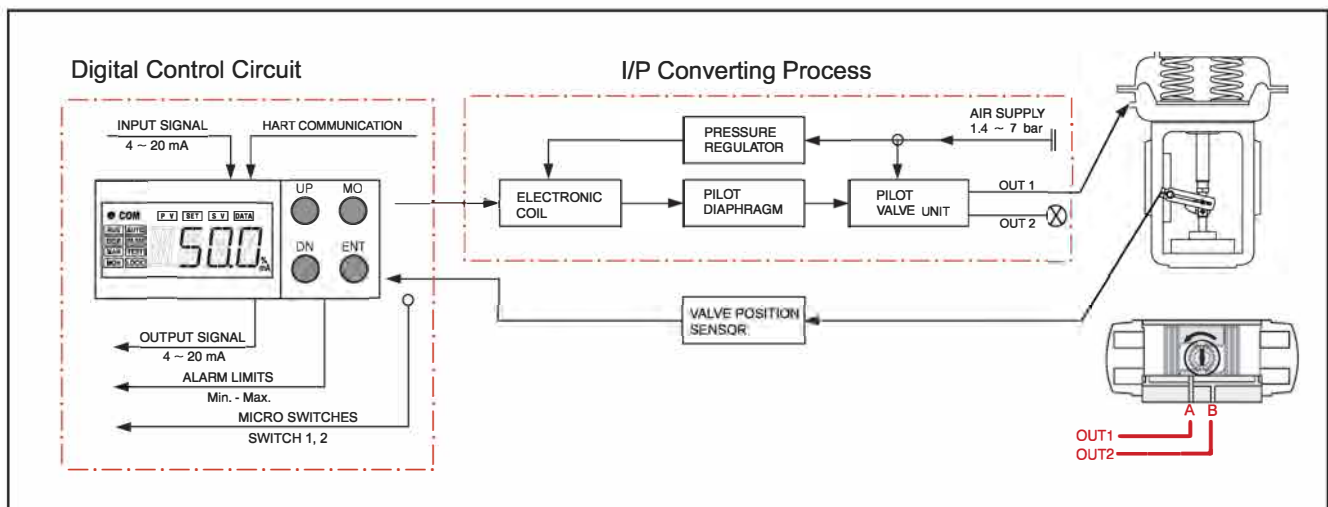 Digital Control Circuit
I/P Converting Process
INPUT SIGNAL
4 ~ 20 mA
HART COMMUNICATION
UP
MO
DN
ENT
COM
P V
SET
S V
DATA
AUTO
TEST
LOCK
50.0
%
mA
OUTPUT SIGNAL
4 ~ 20 mA
ALARM LIMITS
Min. - Max.
MICRO SWITCHES
SWITCH 1, 2
PRESSURE
REGULATOR
AIR SUPPLY
1.4 ~ 7 bar
ELECTRONIC
COIL
PILOT
DIAPHRAGM
PILOT
VALVE UNIT
OUT 1
OUT 2
VALVE POSITION
SENSOR
A
B
OUT1
OUT2